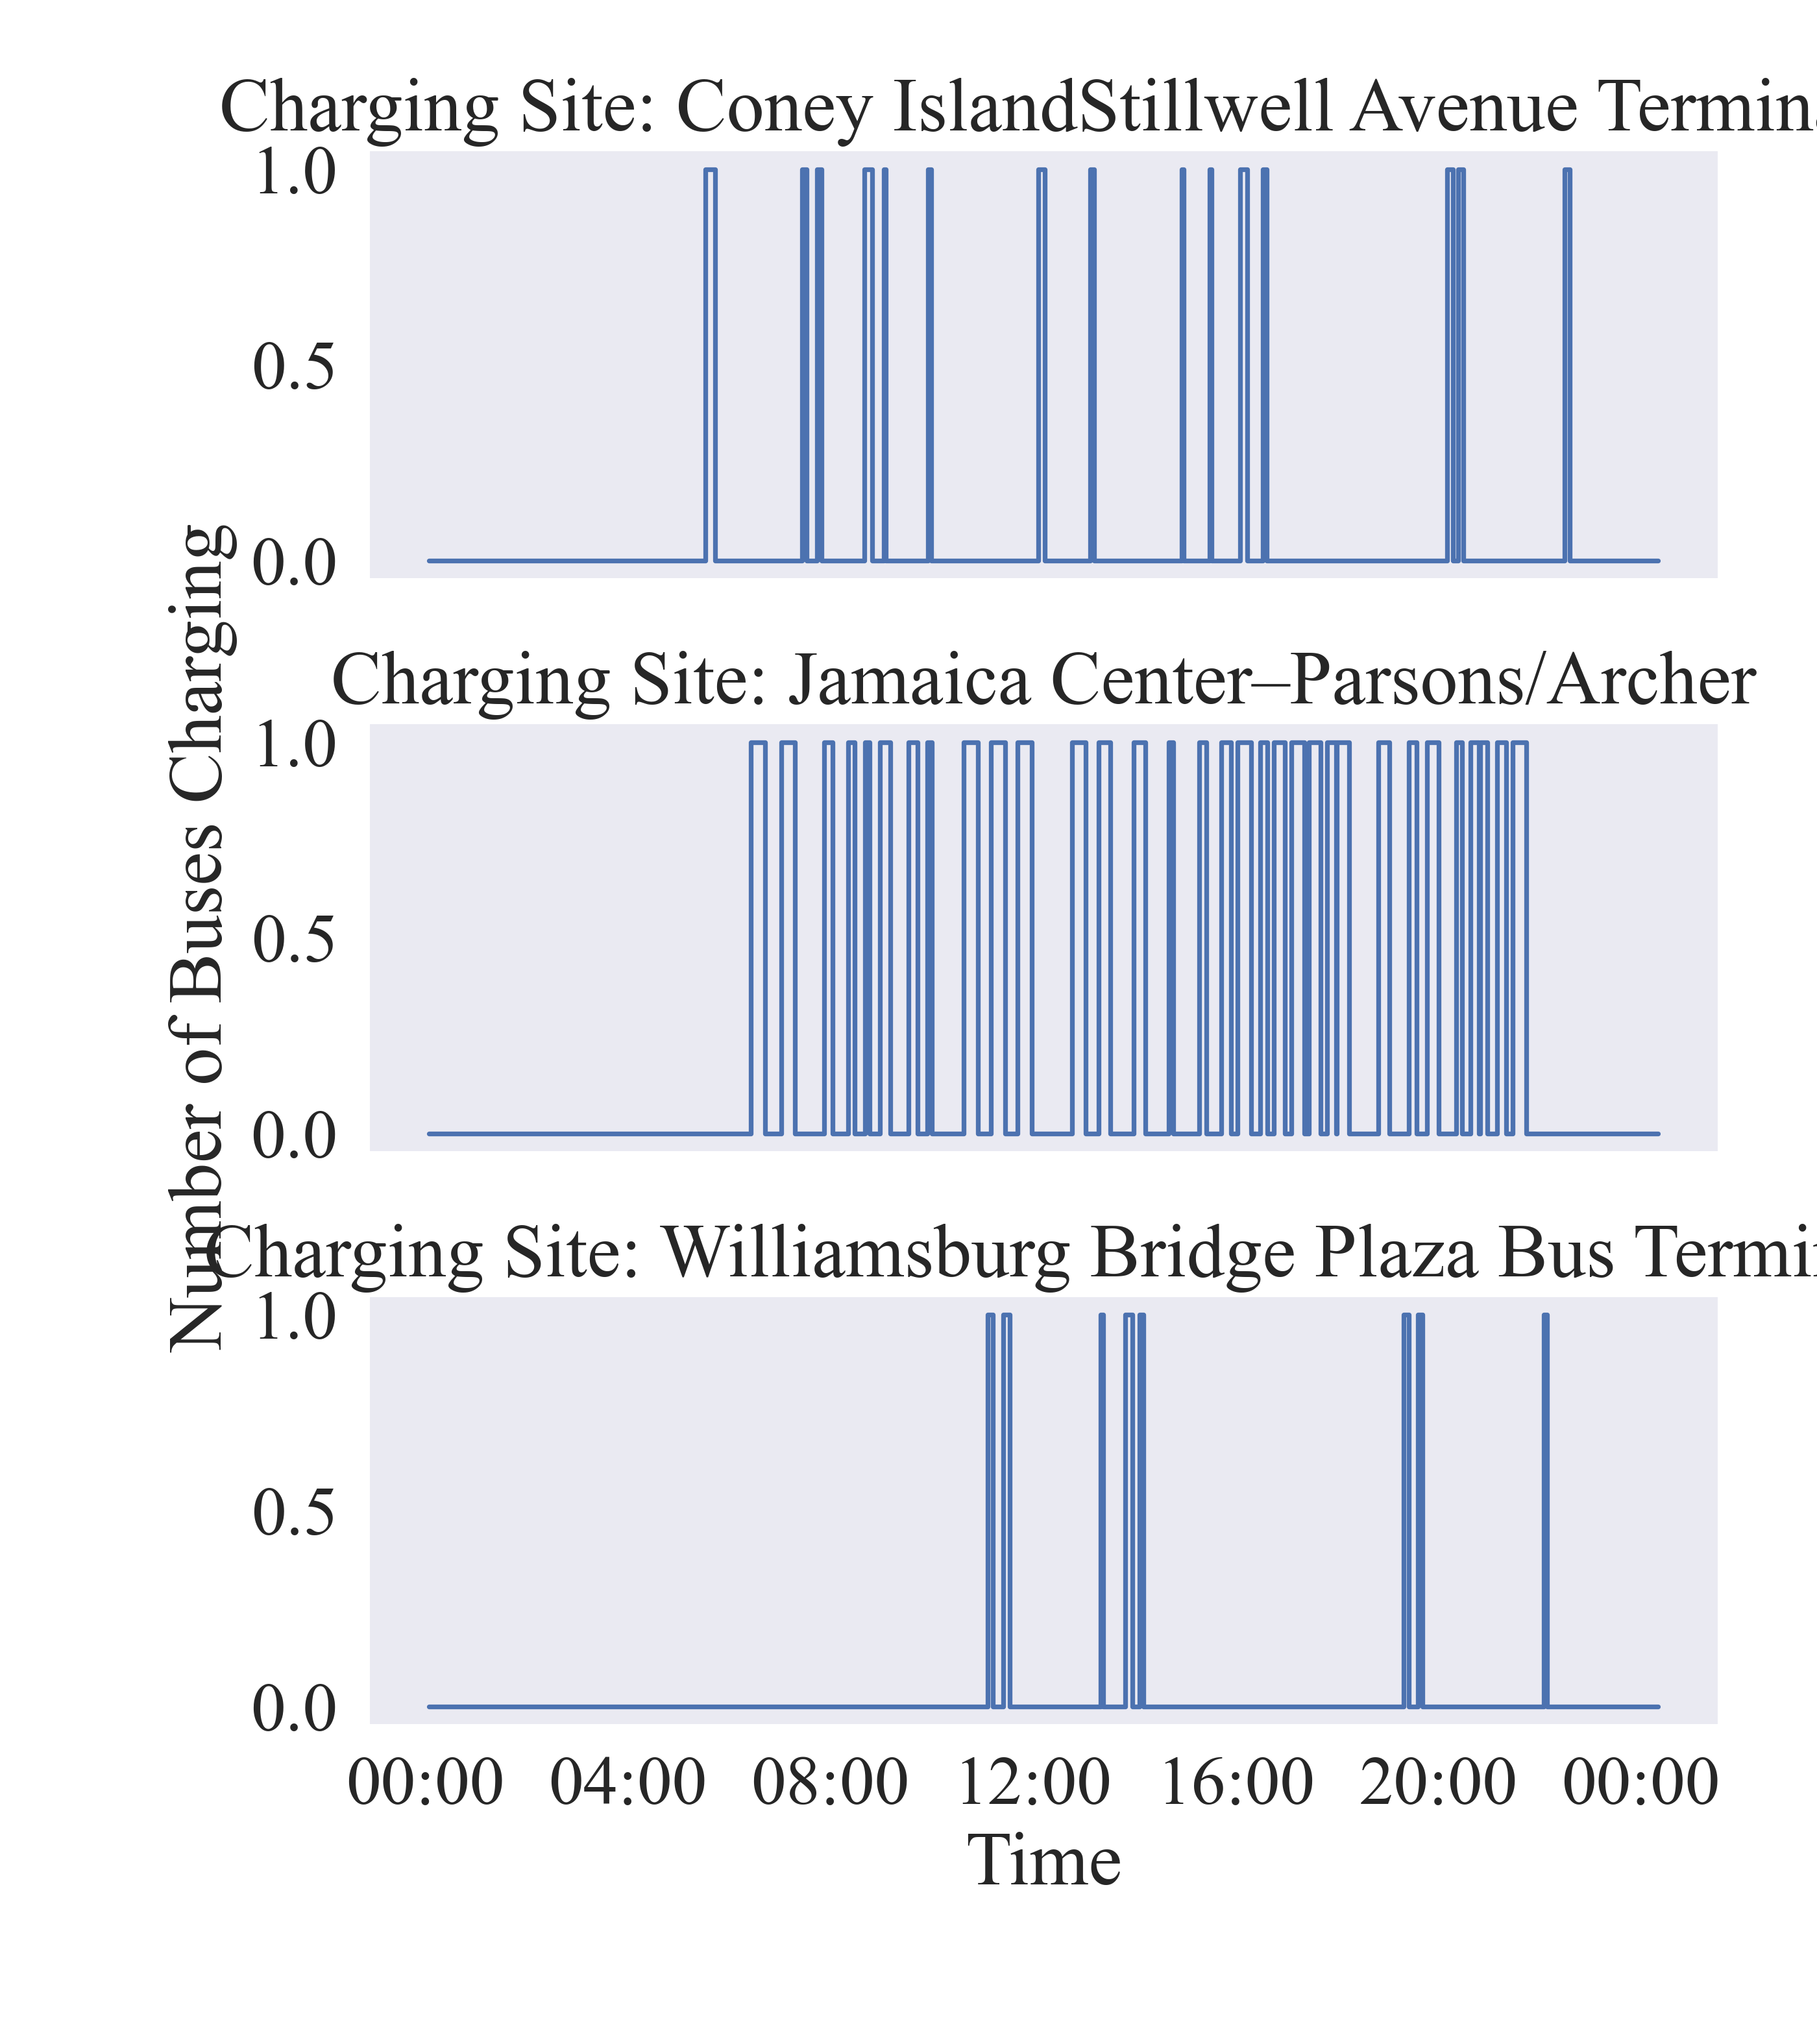 Charging Site: Coney IslandStillwell Avenue
1.0
0.5
0.0
Number of Buses Charging
Charging Site: Jamaica Center–Parsons/Archer
1.0
0.5
0.0
Charging Site: Williamsburg Bridge Plaza Bus
1.0
0.5
0.0
00:00 04:00 08:00 12:00 16:00 20:00 00:00
Time